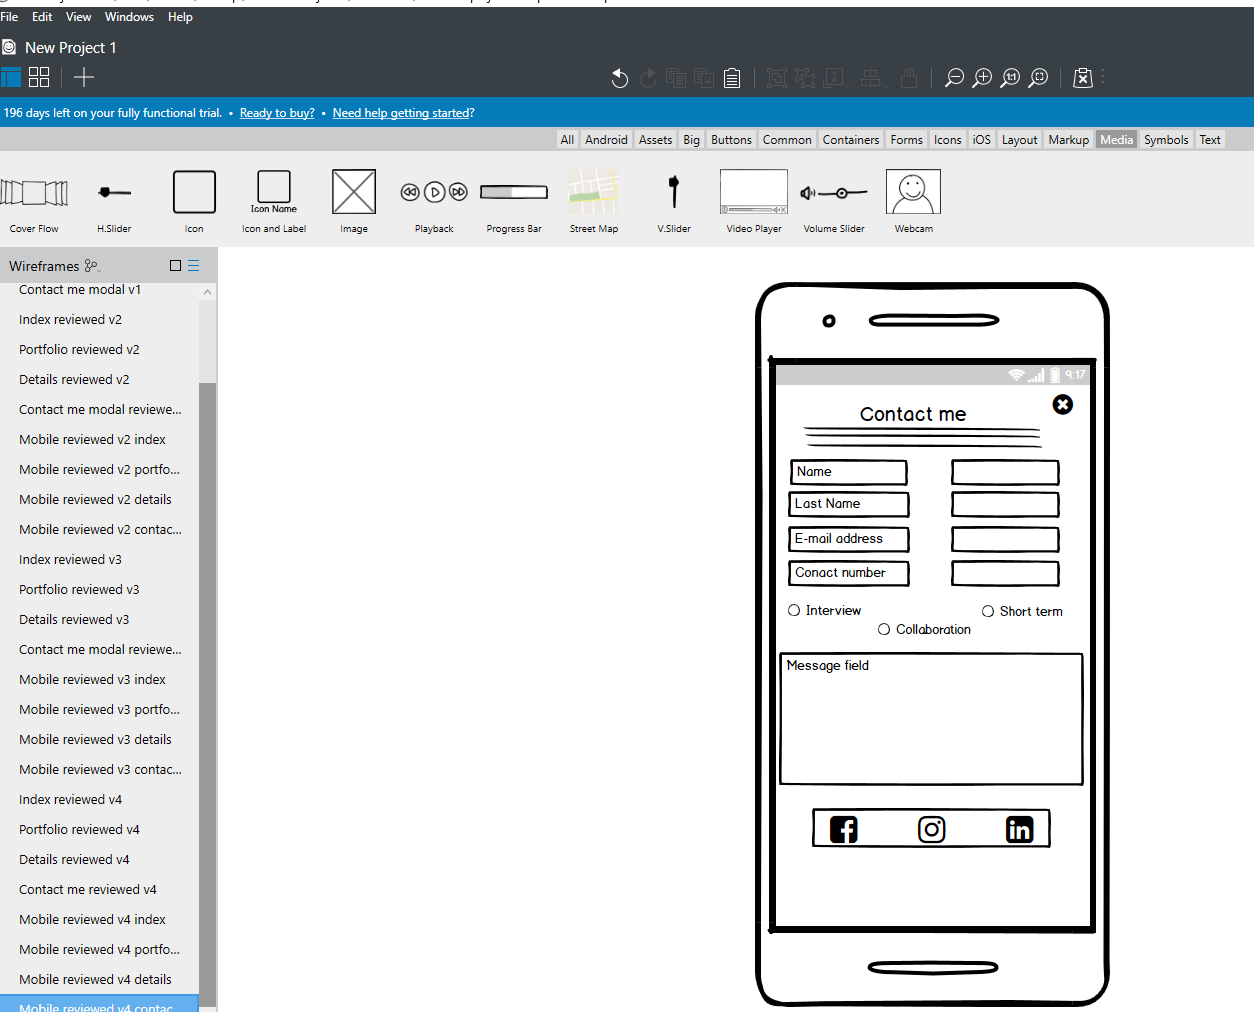 File Edit View Windows Help
New Project 1
1:1
196 days left on your fully functional trial. • Ready to buy? • Need help getting started?
All Android Assets Big Buttons Common Containers Forms Icons iOS Layout Markup Media Symbols Text
Icon Name
Cover Flow H.Slider Icon Icon and Label Image Playback Progress Bar Street Map V.Slider Video Player Volume Slider Webcam
Wireframes
Contact me modal v1
Index reviewed v2
Portfolio reviewed v2
Details reviewed v2
Contact me modal reviewe...
Mobile reviewed v2 index
Mobile reviewed v2 portfo...
Mobile reviewed v2 details
Mobile reviewed v2 contac...
Index reviewed v3
Portfolio reviewed v3
Details reviewed v3
Contact me modal reviewe...
Mobile reviewed v3 index
Mobile reviewed v3 portfo...
Mobile reviewed v3 details
Mobile reviewed v3 contac...
Index reviewed v4
Portfolio reviewed v4
Details reviewed v4
Contact me reviewed v4
Mobile reviewed v4 index
Mobile reviewed v4 portfo...
Mobile reviewed v4 details
Mobile reviewed v4 contac...
9:17
Contact me
Name
Last Name
E-mail address
Conact number
Interview
Short term
Collaboration
Message field
in